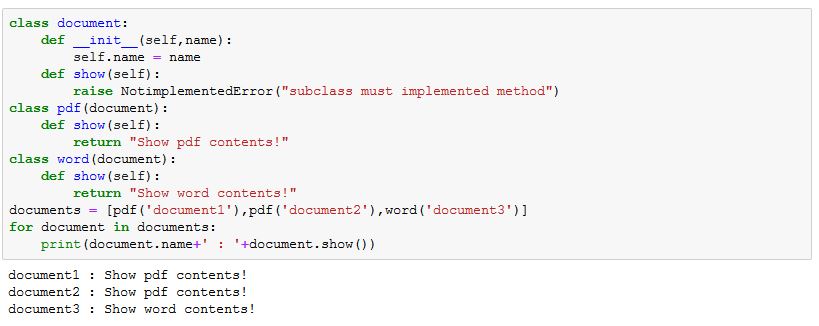 class document:
    def __init__(self,name):
        self.name = name
    def show(self):
        raise NotimplementedError("subclass must implemented method")
class pdf(document):
    def show(self):
        return "Show pdf contents!"
class word(document):
    def show(self):
        return "Show word contents!"
documents = [pdf('document1'),pdf('document2'),word('document3')]
for document in documents:
    print(document.name+' : '+document.show())
document1 : Show pdf contents!
document2 : Show pdf contents!
document3 : Show word contents!